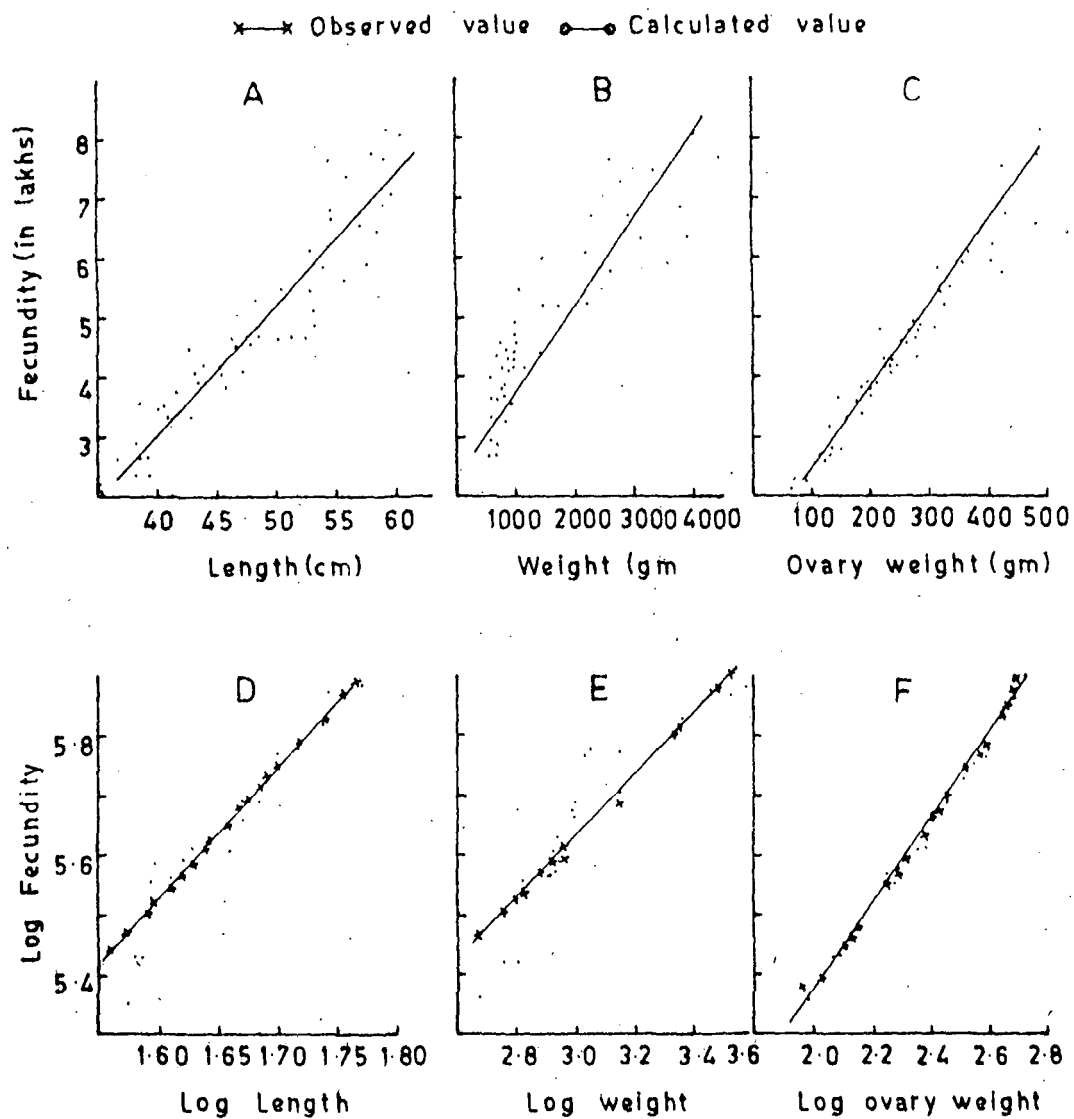 x—x Observed value o—o Calculated value
A
B
C
Fecundity (in lakhs)
8
7
6
5
4
3
40 45 50 55 60
1000 2000 3000 4000
100 200 300 400 500
Length (cm)
Weight (gm
Ovary weight (gm)
D
E
F
Log Fecundity
5·8
5·6
5·4
1·60 1·65 1·70 1·75 1·80
2·8 3·0 3·2 3·4 3·6
2·0 2·2 2·4 2·6 2·8
Log Length
Log weight
Log ovary weight